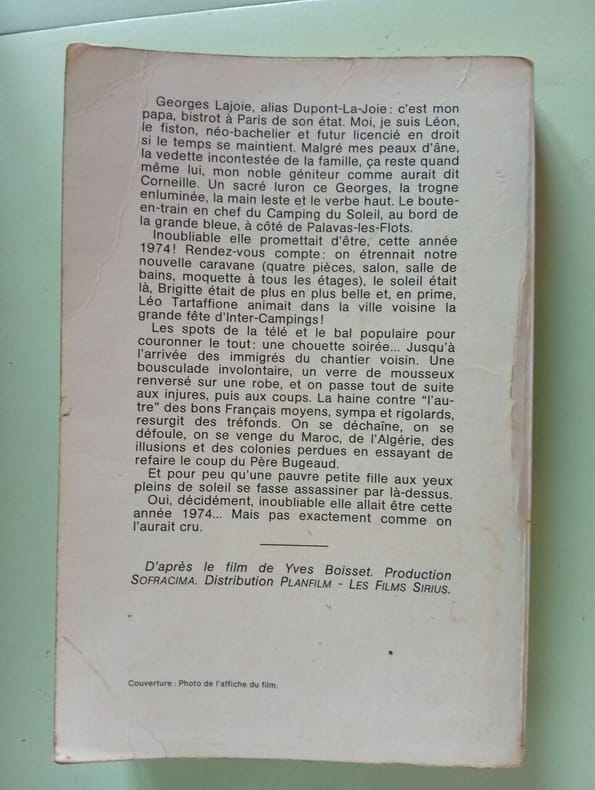 Georges Lajoie, alias Dupont-La-Joie : c'est mon
papa, bistrot à Paris de son état. Moi, je suis Léon,
le fiston, néo-bachelier et futur licencié en droit
si le temps se maintient. Malgré mes peaux d'âne,
la vedette incontestée de la famille, ça reste quand
même lui, mon noble géniteur comme aurait dit
Corneille. Un sacré luron ce Georges, la trogne
enluminée, la main leste et le verbe haut. Le boute-
en-train en chef du Camping du Soleil, au bord de
la grande bleue, à côté de Palavas-les-Flots.
Inoubliable elle promettait d'être, cette année
1974 ! Rendez-vous compte : on étrennait notre
nouvelle caravane (quatre pièces, salon, salle de
bains, moquette à tous les étages), le soleil était
là, Brigitte était de plus en plus belle et, en prime,
Léo Tartaffione animait dans la ville voisine la
grande fête d'Inter-Campings !
Les spots de la télé et le bal populaire pour
couronner le tout : une chouette soirée... Jusqu'à
l'arrivée des immigrés du chantier voisin. Une
bousculade involontaire, un verre de mousseux
renversé sur une robe, et on passe tout de suite
aux injures, puis aux coups. La haine contre "l'au-
tre" des bons Français moyens, sympa et rigolards,
resurgit des tréfonds. On se déchaîne, on se
défoule, on se venge du Maroc, de l'Algérie, des
illusions et des colonies perdues en essayant de
refaire le coup du Père Bugeaud.
Et pour peu qu'une pauvre petite fille aux yeux
pleins de soleil se fasse assassiner par là-dessus.
Oui, décidément, inoubliable elle allait être cette
année 1974... Mais pas exactement comme on
l'aurait cru.
D'après le film de Yves Boisset. Production
SOFRACIMA. Distribution PLANFILM - LES FILMS SIRIUS.
Couverture : Photo de l'affiche du film.